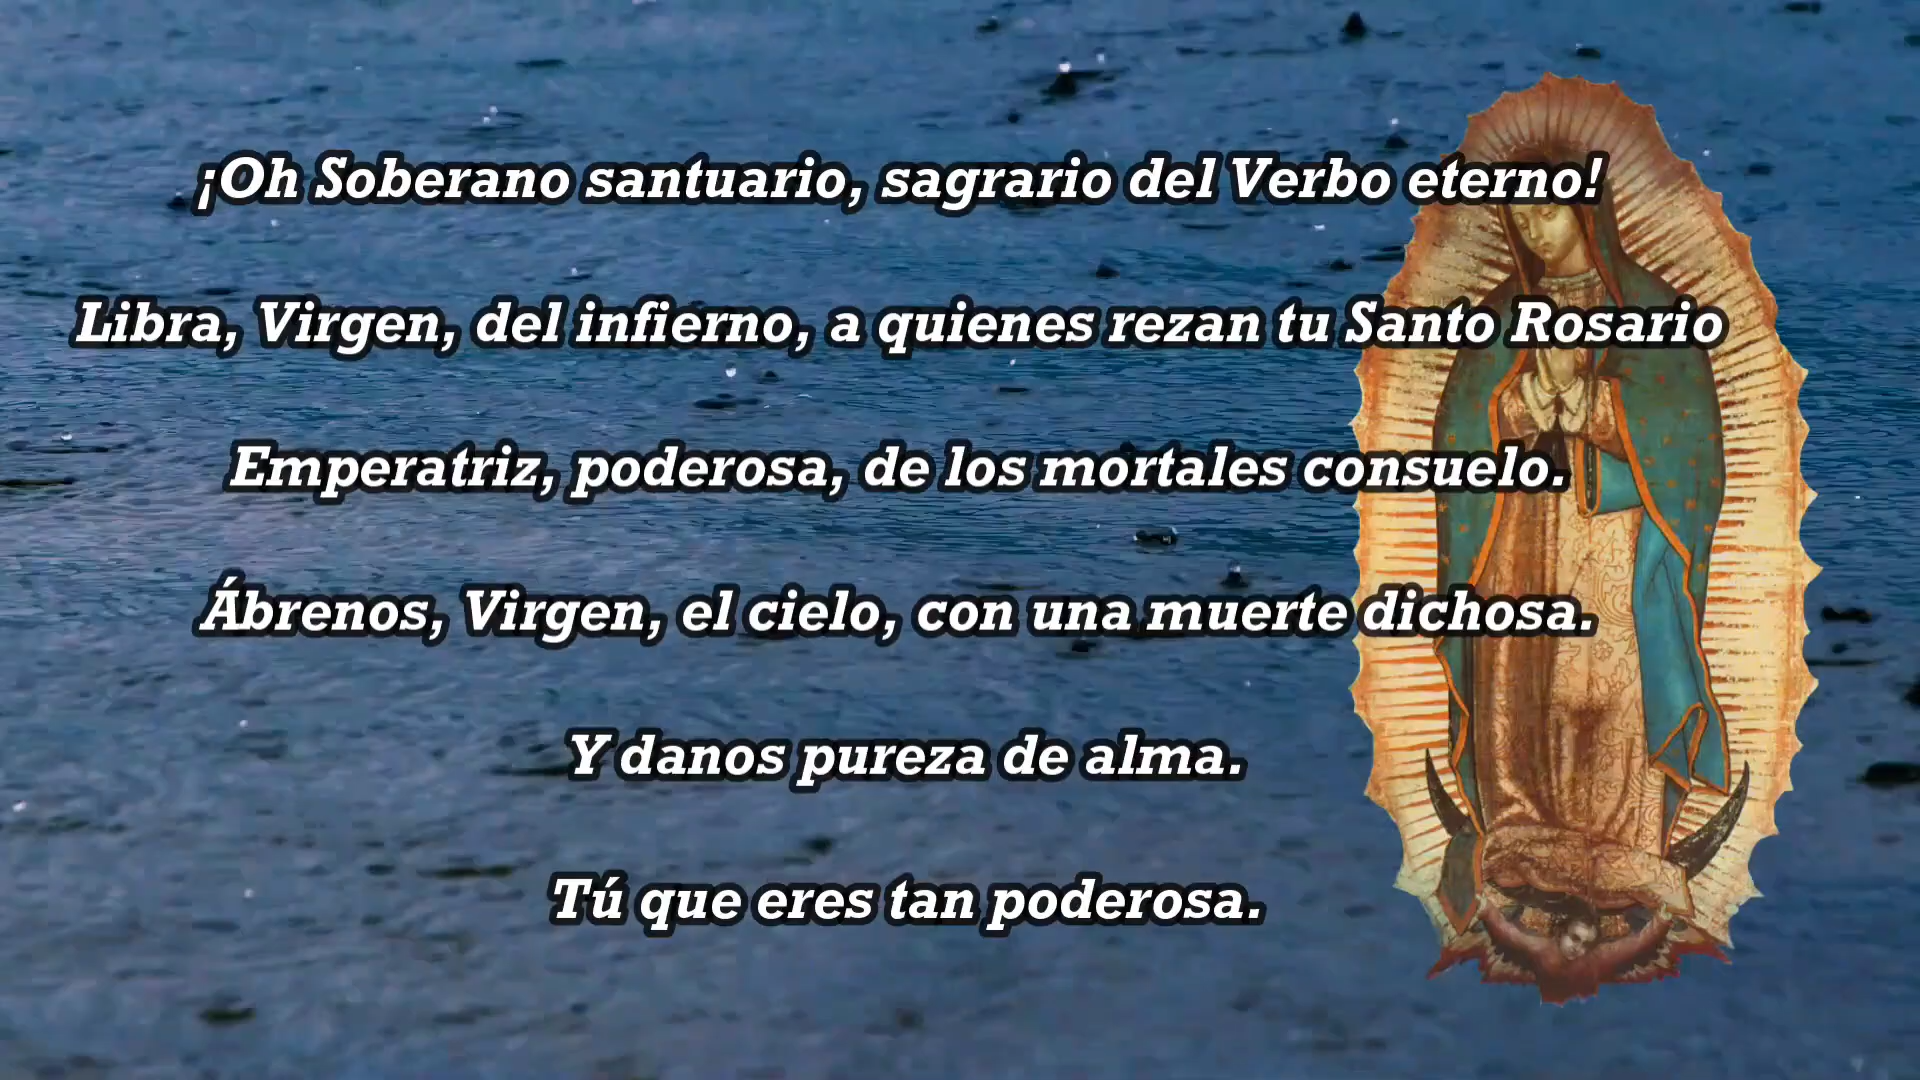 ¡Oh Soberano santuario, sagrario del Verbo eterno!
Libra, Virgen, del infierno, a quienes rezan tu Santo Rosario
Emperatriz, poderosa, de los mortales consuelo.
Ábrenos, Virgen, el cielo, con una muerte dichosa.
Y danos pureza de alma.
Tú que eres tan poderosa.